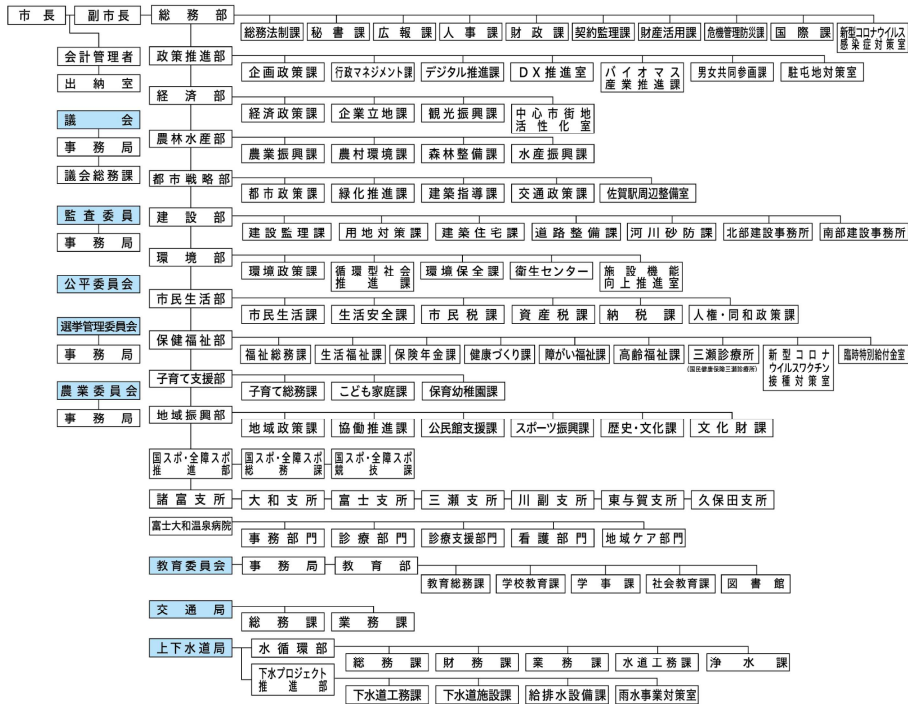 市長 副市長 総務部
総務法制課 秘書課 広報課 人事課 財政課 契約監理課 財産活用課 危機管理防災課 国際課 新型コロナウイルス
感染症対策室
会計管理者 政策推進部
企画政策課 行政マネジメント課 デジタル推進課 DX推進室 バイオマス
産業推進課 男女共同参画課 駐屯地対策室
出納室
経済部
経済政策課 企業立地課 観光振興課 中心市街地
活性化室
議会
農林水産部
事務局
農業振興課 農村環境課 森林整備課 水産振興課
議会総務課
都市戦略部
都市政策課 緑化推進課 建築指導課 交通政策課 佐賀駅周辺整備室
監査委員 建設部
事務局
建設監理課 用地対策課 建築住宅課 道路整備課 河川砂防課 北部建設事務所 南部建設事務所
環境部
環境政策課 循環型社会
推進課 環境保全課 衛生センター 施設機能
向上推進室
公平委員会
市民生活部
市民生活課 生活安全課 市民税課 資産税課 納税課 人権・同和政策課
選挙管理委員会
保健福祉部
事務局
福祉総務課 生活福祉課 保険年金課 健康づくり課 障がい福祉課 高齢福祉課 三瀬診療所
(国民健康保険三瀬診療所)
新型コロナ
ウイルスワクチン
接種対策室
臨時特別給付金室
子育て支援部
農業委員会
子育て総務課 こども家庭課 保育幼稚園課
事務局 地域振興部
地域政策課 協働推進課 公民館支援課 スポーツ振興課 歴史・文化課 文化財課
国スポ・全障スポ
推進部
国スポ・全障スポ
総務課
国スポ・全障スポ
競技課
諸富支所 大和支所 富士支所 三瀬支所 川副支所 東与賀支所 久保田支所
富士大和温泉病院
事務部門 診療部門 診療支援部門 看護部門 地域ケア部門
教育委員会 事務局 教育部
教育総務課 学校教育課 学事課 社会教育課 図書館
交通局
総務課 業務課
上下水道局 水循環部
総務課 財務課 業務課 水道工務課 浄水課
下水プロジェクト
推進部
下水道工務課 下水道施設課 給排水設備課 雨水事業対策室